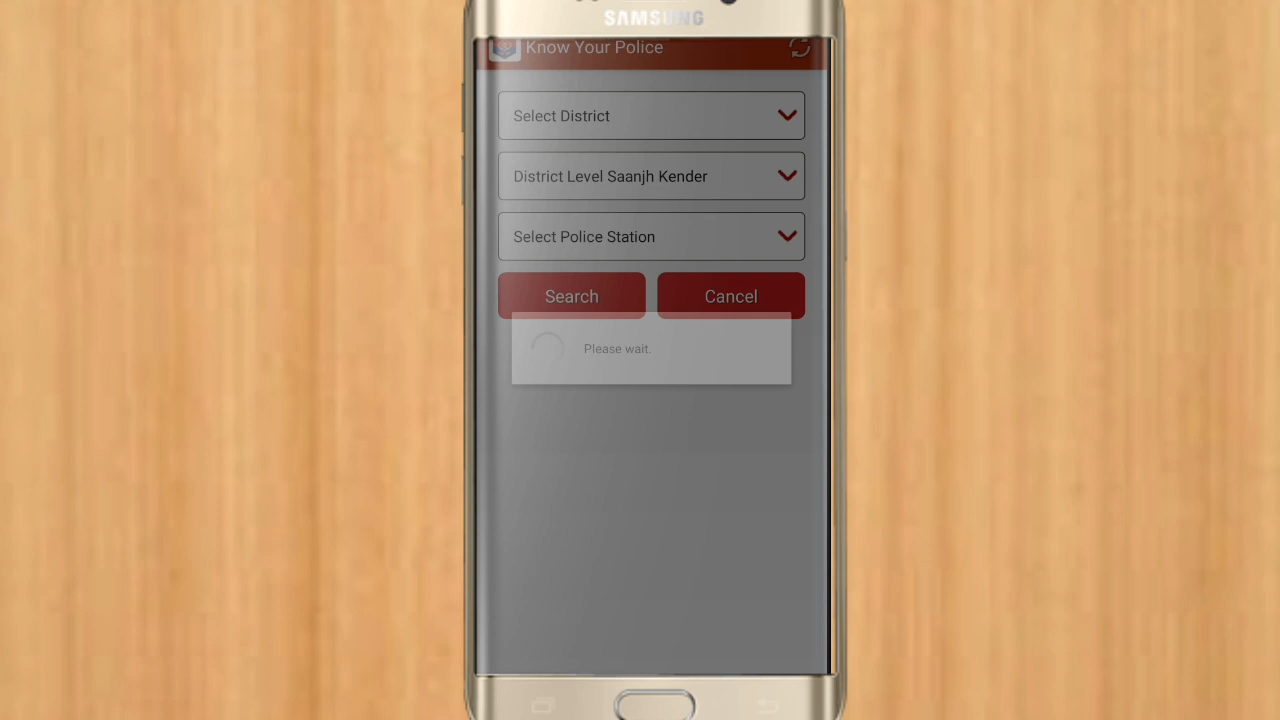 SAMSUNG
Know Your Police
Select District
District Level Saanjh Kender
Select Police Station
Search Cancel
Please wait.